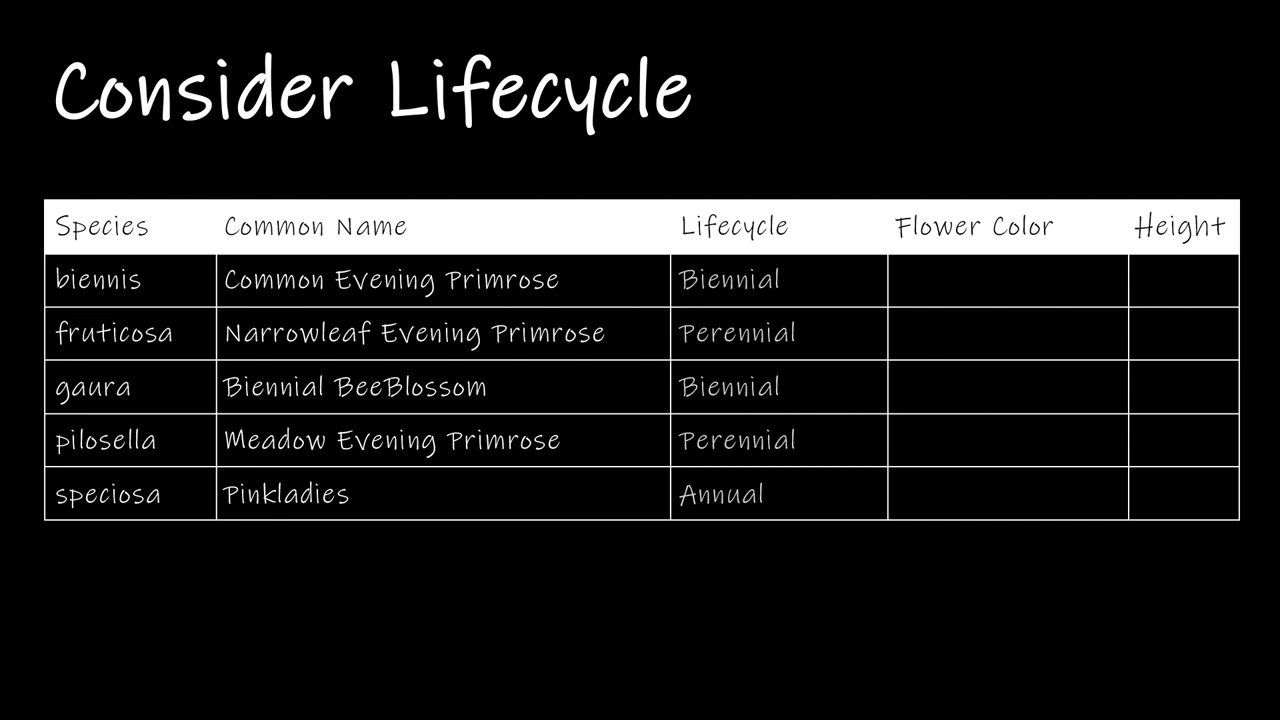 Consider Lifecycle
Species Common Name Lifecycle Flower Color Height
biennis Common Evening Primrose Biennial
fruticosa Narrowleaf Evening Primrose Perennial
gaura Biennial BeeBlossom Biennial
pilosella Meadow Evening Primrose Perennial
speciosa Pinkladies Annual